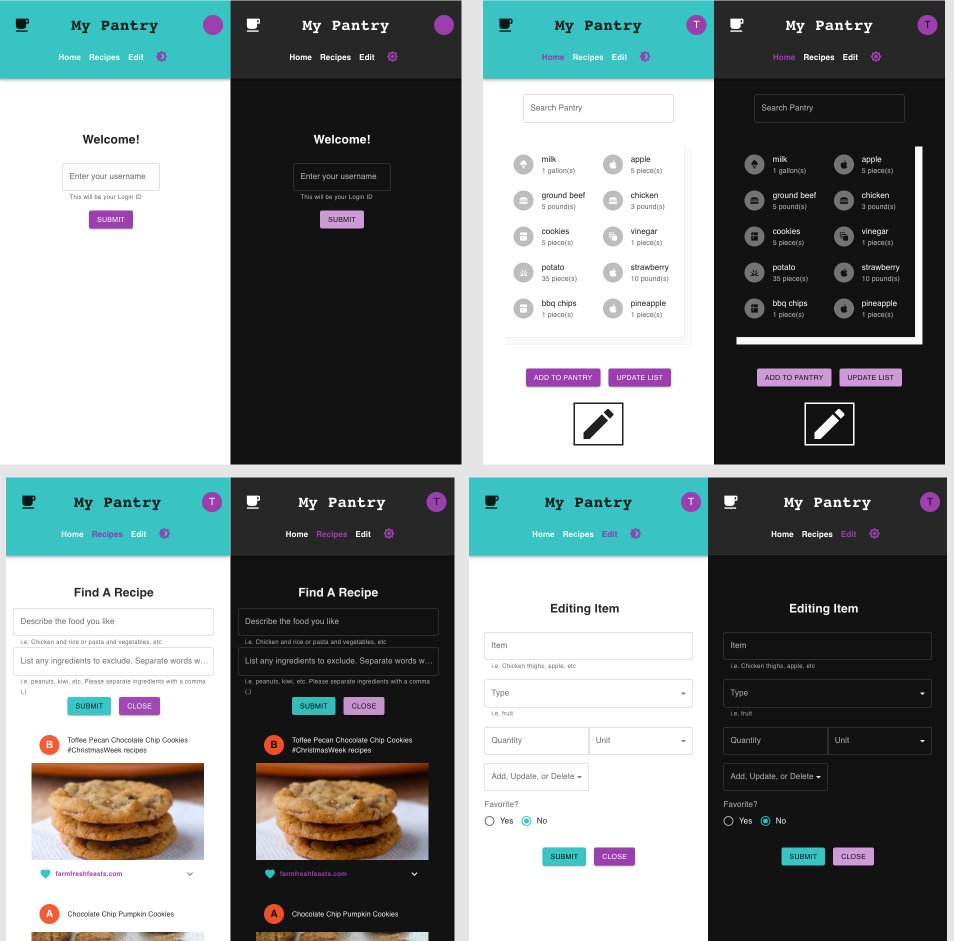 My Pantry
Home Recipes Edit
Welcome!
Enter your username
This will be your Login ID
SUBMIT
My Pantry
Home Recipes Edit
Welcome!
Enter your username
This will be your Login ID
SUBMIT
My Pantry
T
Home Recipes Edit
Search Pantry
milk
1 gallon(s)
apple
5 piece(s)
ground beef
5 pound(s)
chicken
3 pound(s)
cookies
5 piece(s)
vinegar
1 piece(s)
potato
35 piece(s)
strawberry
10 pound(s)
bbq chips
1 piece(s)
pineapple
1 piece(s)
ADD TO PANTRY UPDATE LIST
My Pantry
T
Home Recipes Edit
Search Pantry
milk
1 gallon(s)
apple
5 piece(s)
ground beef
5 pound(s)
chicken
3 pound(s)
cookies
5 piece(s)
vinegar
1 piece(s)
potato
35 piece(s)
strawberry
10 pound(s)
bbq chips
1 piece(s)
pineapple
1 piece(s)
ADD TO PANTRY UPDATE LIST
My Pantry
T
Home Recipes Edit
Find A Recipe
Describe the food you like
i.e. Chicken and rice or pasta and vegetables, etc
List any ingredients to exclude. Separate words w...
i.e. peanuts, kiwi, etc. Please separate ingredients with a comma
(,)
SUBMIT CLOSE
B
Toffee Pecan Chocolate Chip Cookies
#ChristmasWeek recipes
farmfreshfeasts.com
A
Chocolate Chip Pumpkin Cookies
My Pantry
T
Home Recipes Edit
Find A Recipe
Describe the food you like
i.e. Chicken and rice or pasta and vegetables, etc
List any ingredients to exclude. Separate words w...
i.e. peanuts, kiwi, etc. Please separate ingredients with a comma
(,)
SUBMIT CLOSE
B
Toffee Pecan Chocolate Chip Cookies
#ChristmasWeek recipes
farmfreshfeasts.com
A
Chocolate Chip Pumpkin Cookies
My Pantry
T
Home Recipes Edit
Editing Item
Item
i.e. Chicken thighs, apple, etc
Type
i.e. fruit
Quantity Unit
Add, Update, or Delete
Favorite?
Yes No
SUBMIT CLOSE
My Pantry
T
Home Recipes Edit
Editing Item
Item
i.e. Chicken thighs, apple, etc
Type
i.e. fruit
Quantity Unit
Add, Update, or Delete
Favorite?
Yes No
SUBMIT CLOSE